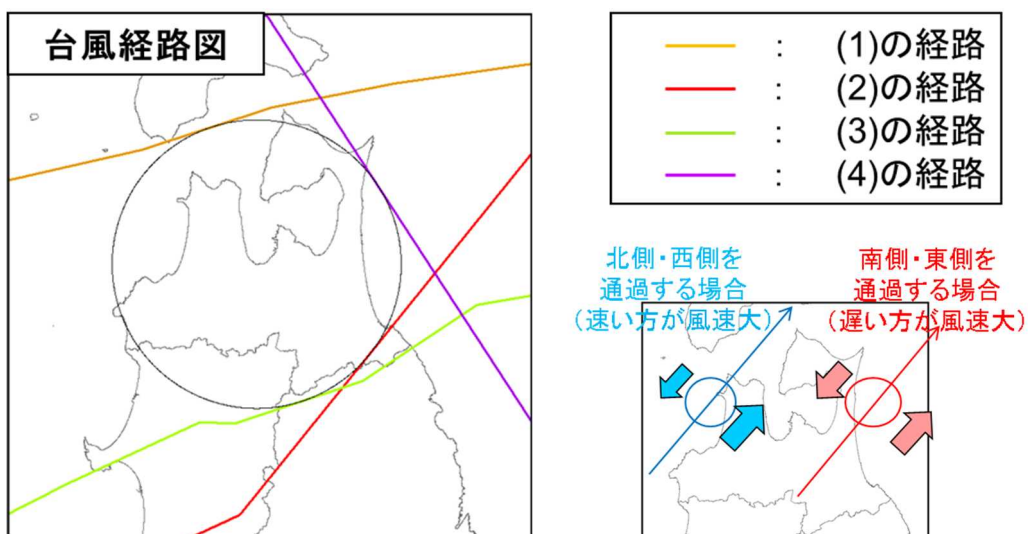 台風経路図
： (1)の経路
： (2)の経路
： (3)の経路
： (4)の経路
北側・西側を
通過する場合
（速い方が風速大）
南側・東側を
通過する場合
（遅い方が風速大）